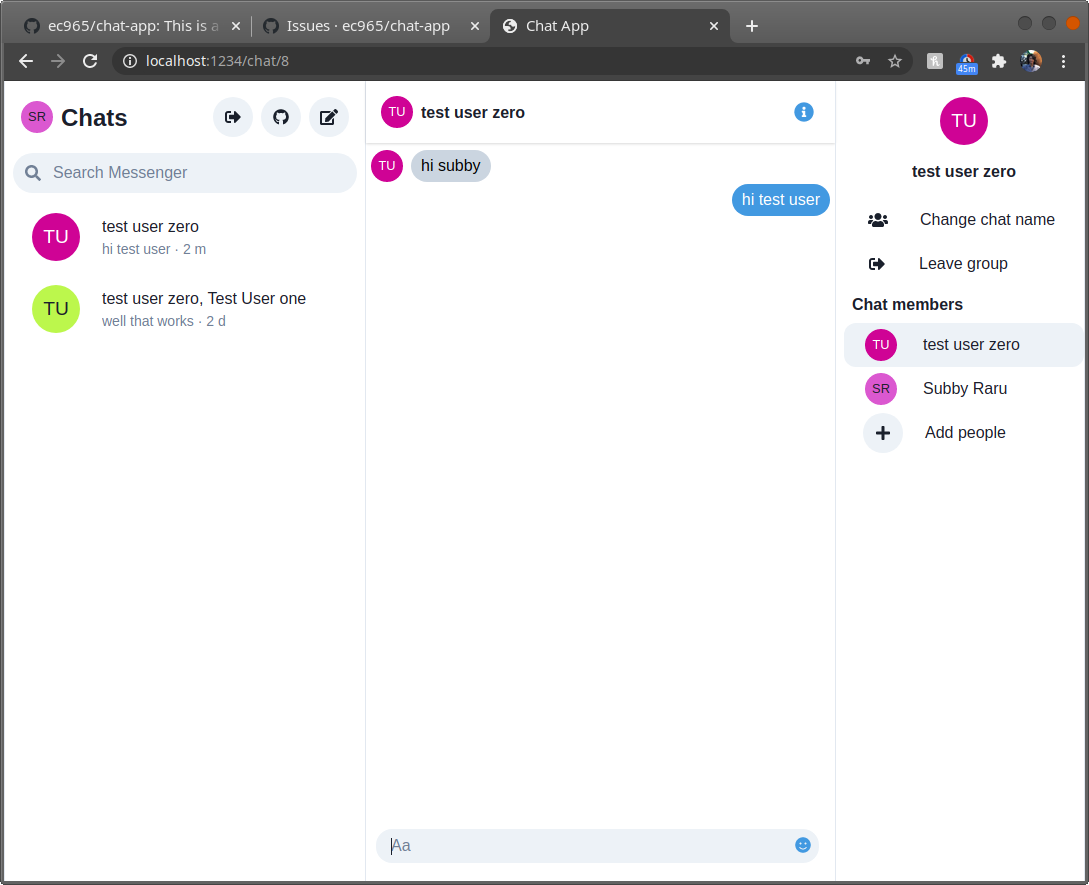 ec965/chat-app: This is a
Issues · ec965/chat-app
Chat App
localhost:1234/chat/8
45m
SR
Chats
Search Messenger
TU
test user zero
hi test user · 2 m
TU
test user zero, Test User one
well that works · 2 d
TU
test user zero
TU
hi subby
hi test user
Aa
TU
test user zero
Change chat name
Leave group
Chat members
TU
test user zero
SR
Subby Raru
Add people